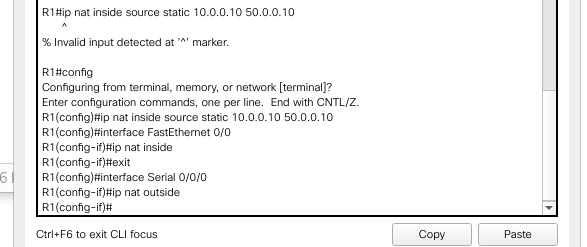 R1#ip nat inside source static 10.0.0.10 50.0.0.10
^
% Invalid input detected at '^' marker.
R1#config
Configuring from terminal, memory, or network [terminal]?
Enter configuration commands, one per line. End with CNTL/Z.
R1(config)#ip nat inside source static 10.0.0.10 50.0.0.10
R1(config)#interface FastEthernet 0/0
R1(config-if)#ip nat inside
R1(config-if)#exit
R1(config)#interface Serial 0/0/0
R1(config-if)#ip nat outside
R1(config-if)#
Ctrl+F6 to exit CLI focus
Copy
Paste